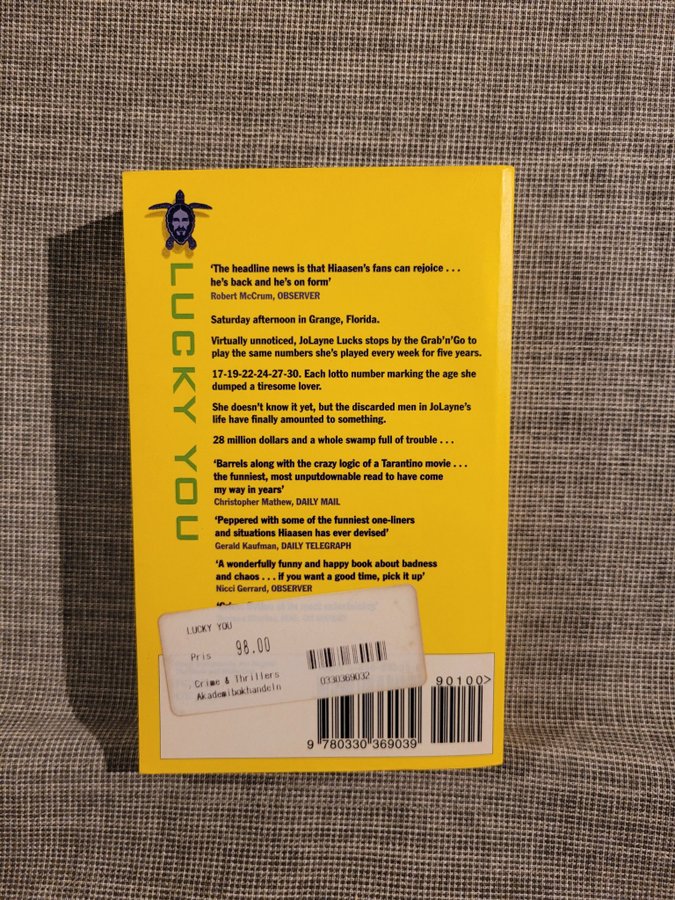 LUCKY YOU
‘The headline news is that Hiaasen’s fans can rejoice . . .
he’s back and he’s on form’
Robert McCrum, OBSERVER
Saturday afternoon in Grange, Florida.
Virtually unnoticed, JoLayne Lucks stops by the Grab’n’Go to
play the same numbers she’s played every week for five years.
17-19-22-24-27-30. Each lotto number marking the age she
dumped a tiresome lover.
She doesn’t know it yet, but the discarded men in JoLayne’s
life have finally amounted to something.
28 million dollars and a whole swamp full of trouble . . .
‘Barrels along with the crazy logic of a Tarantino movie . . .
the funniest, most unputdownable read to have come
my way in years’
Christopher Mathew, DAILY MAIL
‘Peppered with some of the funniest one-liners
and situations Hiaasen has ever devised’
Gerald Kaufman, DAILY TELEGRAPH
‘A wonderfully funny and happy book about badness
and chaos . . . if you want a good time, pick it up’
Nicci Gerrard, OBSERVER
LUCKY YOU
Pris 98.00
Crime & Thrillers
Akademibokhandeln
0330369032
90100>
9 780330 369039